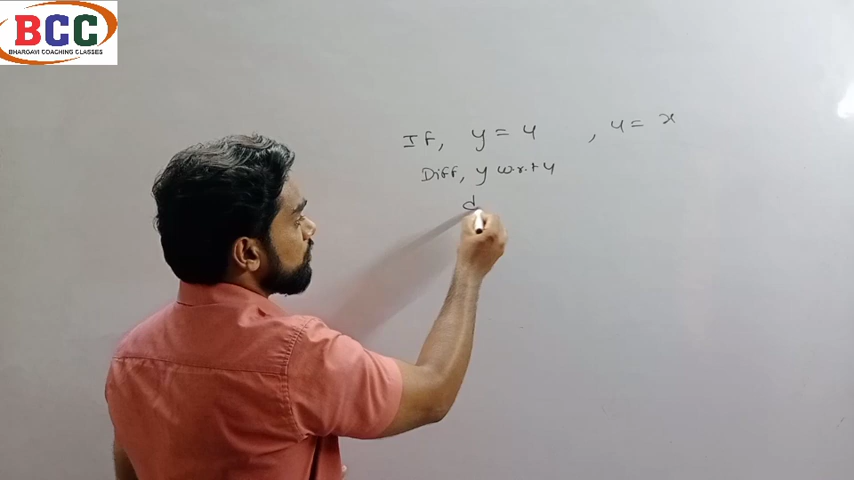 BCC
BHARGAVI COACHING CLASSES
If, y = u , u = x
Diff, y w.r.t u
d